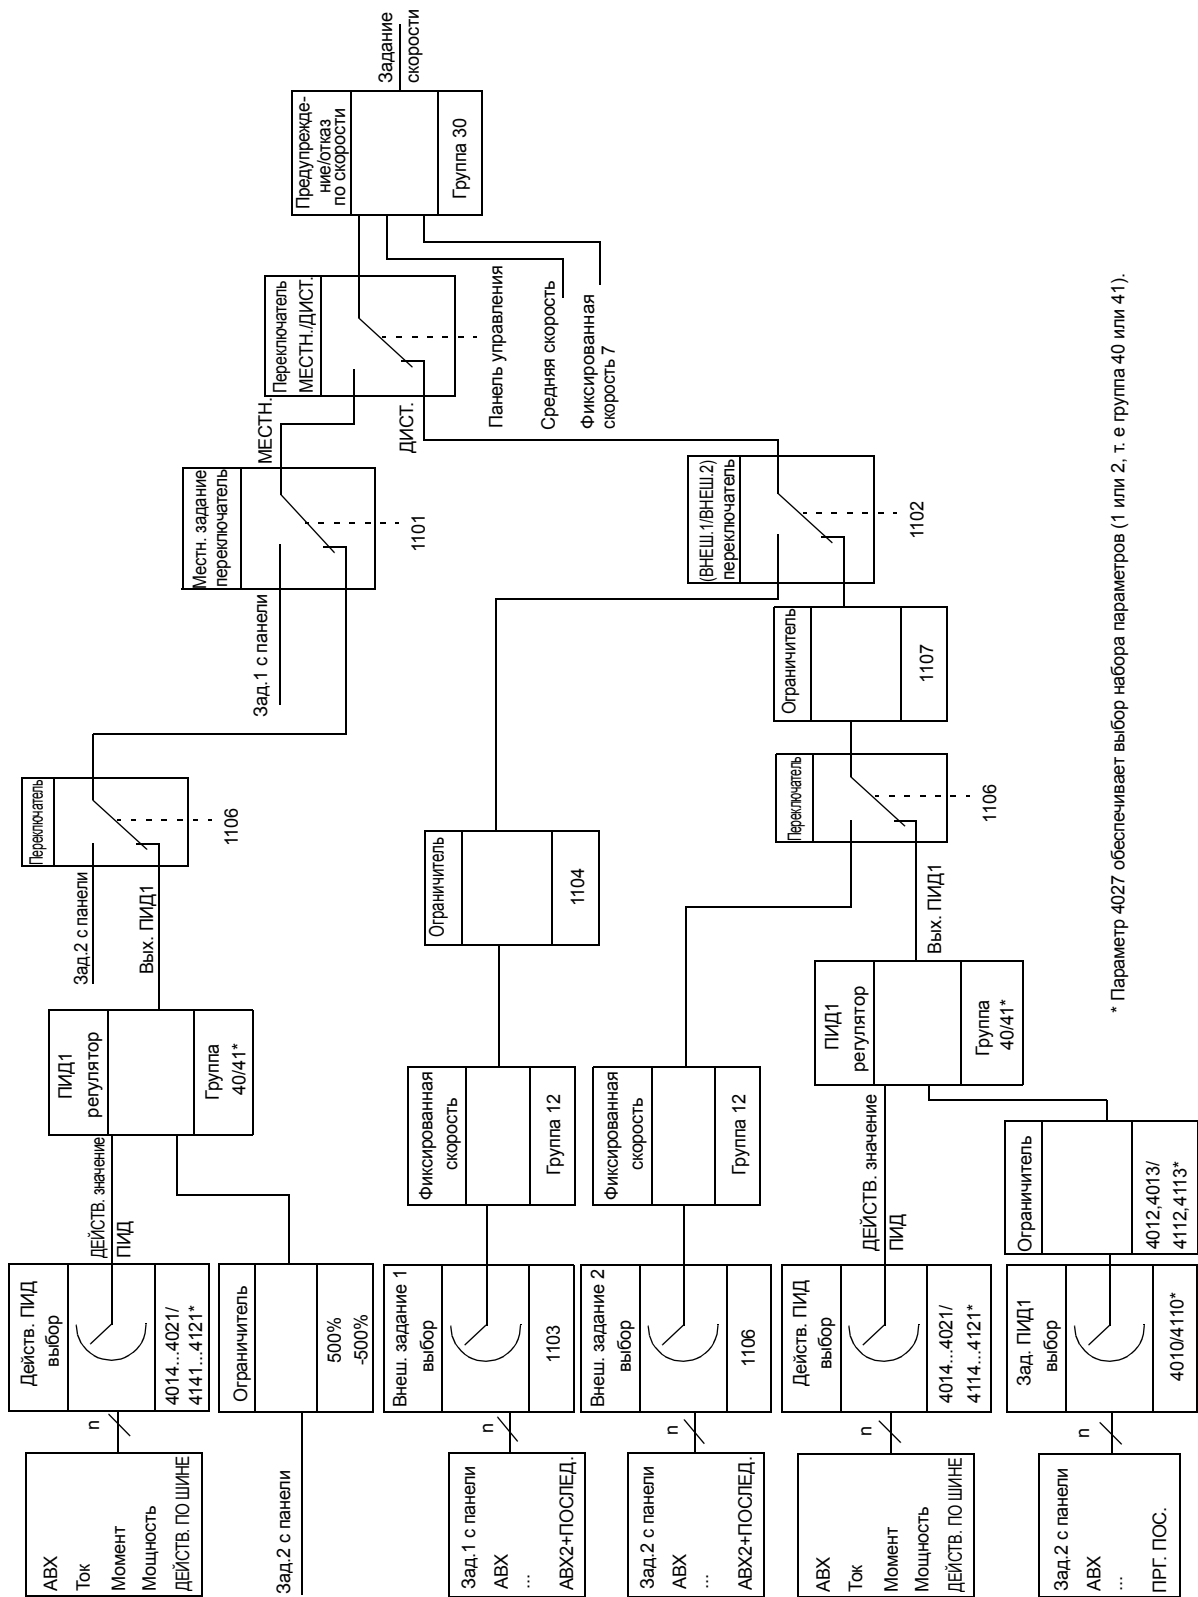 АВХ
Ток
Момент
Мощность
ДЕЙСТВ. ПО ШИНЕ
n
Действ. ПИД
выбор
4014...4021/
4141...4121*
ДЕЙСТВ. значение
ПИД
ПИД1
регулятор
Группа
40/41*
Зад.2 с панели
Вых. ПИД1
Переключатель
1106
Зад.2 с панели
Ограничитель
500%
-500%
Зад.1 с панели
Местн. задание
переключатель
1101
МЕСТН.
ДИСТ.
Переключатель
МЕСТН./ДИСТ.
Панель управления
Средняя скорость
Фиксированная
скорость 7
Предупрежде-
ние/отказ
по скорости
Группа 30
Задание
скорости
Зад.1 с панели
АВХ
...
АВХ2+ПОСЛЕД.
n
Внеш. задание 1
выбор
1103
Фиксированная
скорость
Группа 12
Ограничитель
1104
(ВНЕШ.1/ВНЕШ.2)
переключатель
1102
Зад.2 с панели
АВХ
...
АВХ2+ПОСЛЕД.
n
Внеш. задание 2
выбор
1106
Фиксированная
скорость
Группа 12
Переключатель
1106
Ограничитель
1107
АВХ
Ток
Момент
Мощность
ДЕЙСТВ. ПО ШИНЕ
n
Действ. ПИД
выбор
4014...4021/
4114...4121*
ДЕЙСТВ. значение
ПИД
ПИД1
регулятор
Группа
40/41*
Вых. ПИД1
Зад.2 с панели
АВХ
...
ПРГ. ПОС.
n
Зад. ПИД1
выбор
4010/4110*
Ограничитель
4012,4013/
4112,4113*
* Параметр 4027 обеспечивает выбор набора параметров (1 или 2, т. е группа 40 или 41).